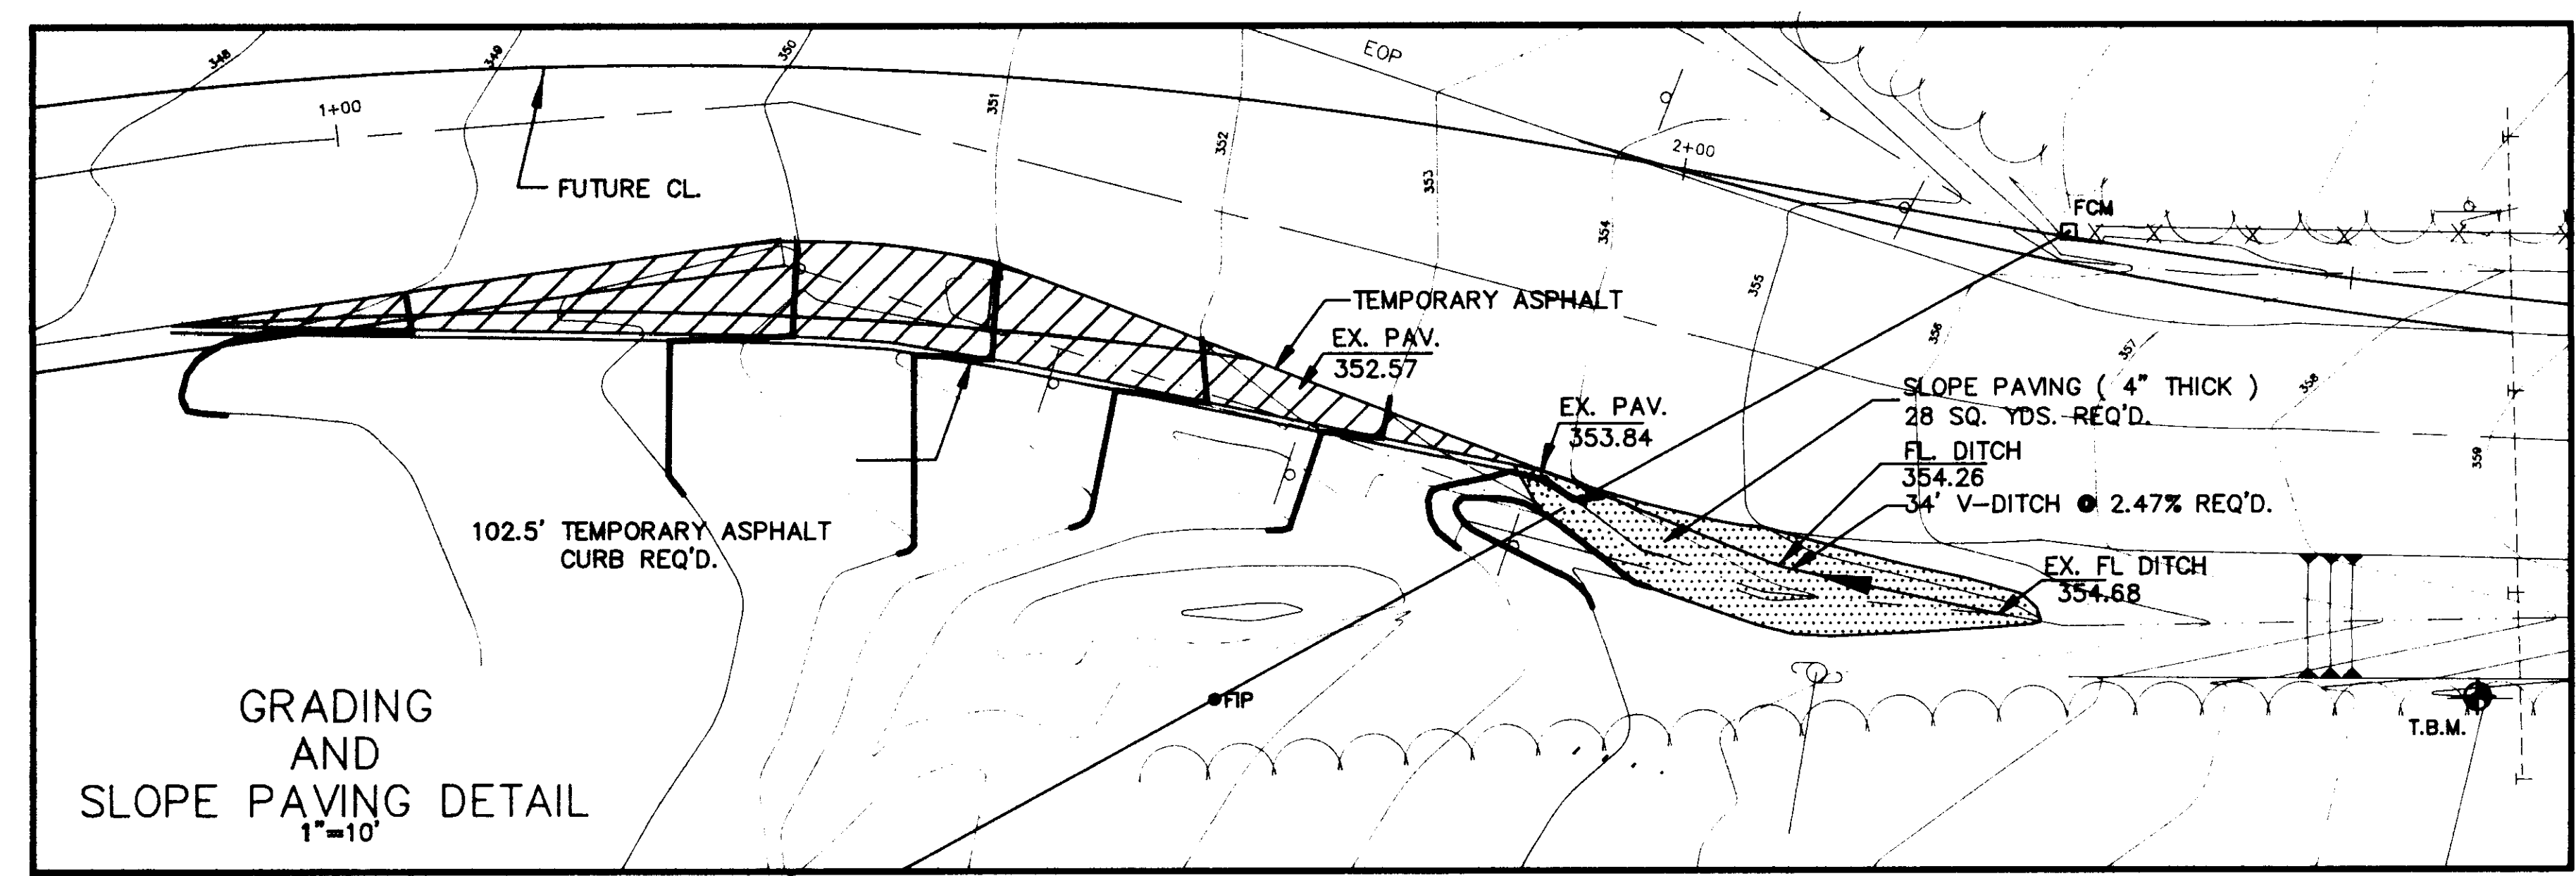 348
349
350
EOP
1+00
351
352
2+00
FUTURE CL.
353
354
FCM
355
TEMPORARY ASPHALT
EX. PAV.
352.57
356
357
358
359
SLOPE PAVING ( 4" THICK )
28 SQ. YDS. REQ'D.
EX. PAV.
353.84
FL. DITCH
354.26
34' V-DITCH @ 2.47% REQ'D.
102.5' TEMPORARY ASPHALT
CURB REQ'D.
EX. FL DITCH
354.68
FIP
T.B.M.
GRADING
AND
SLOPE PAVING DETAIL
1"=10'